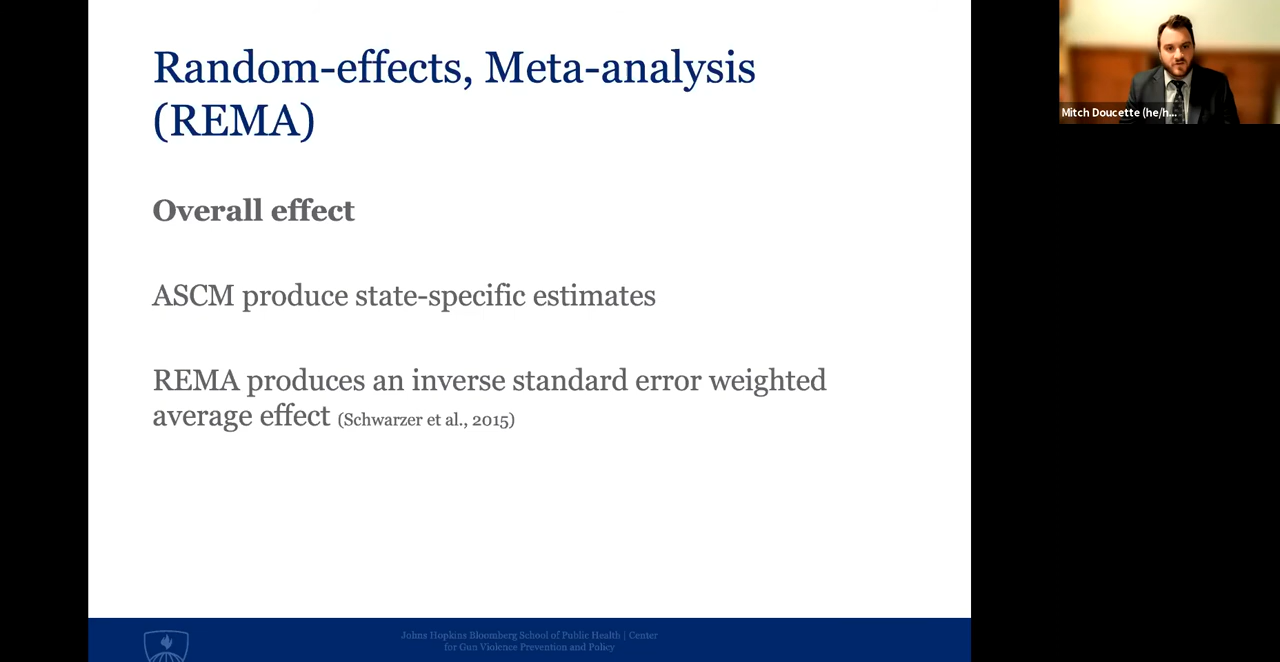 Random-effects, Meta-analysis
(REMA)
Overall effect
ASCM produce state-specific estimates
REMA produces an inverse standard error weighted
average effect (Schwarzer et al., 2015)
Johns Hopkins Bloomberg School of Public Health | Center
for Gun Violence Prevention and Policy
Mitch Doucette (he/h...